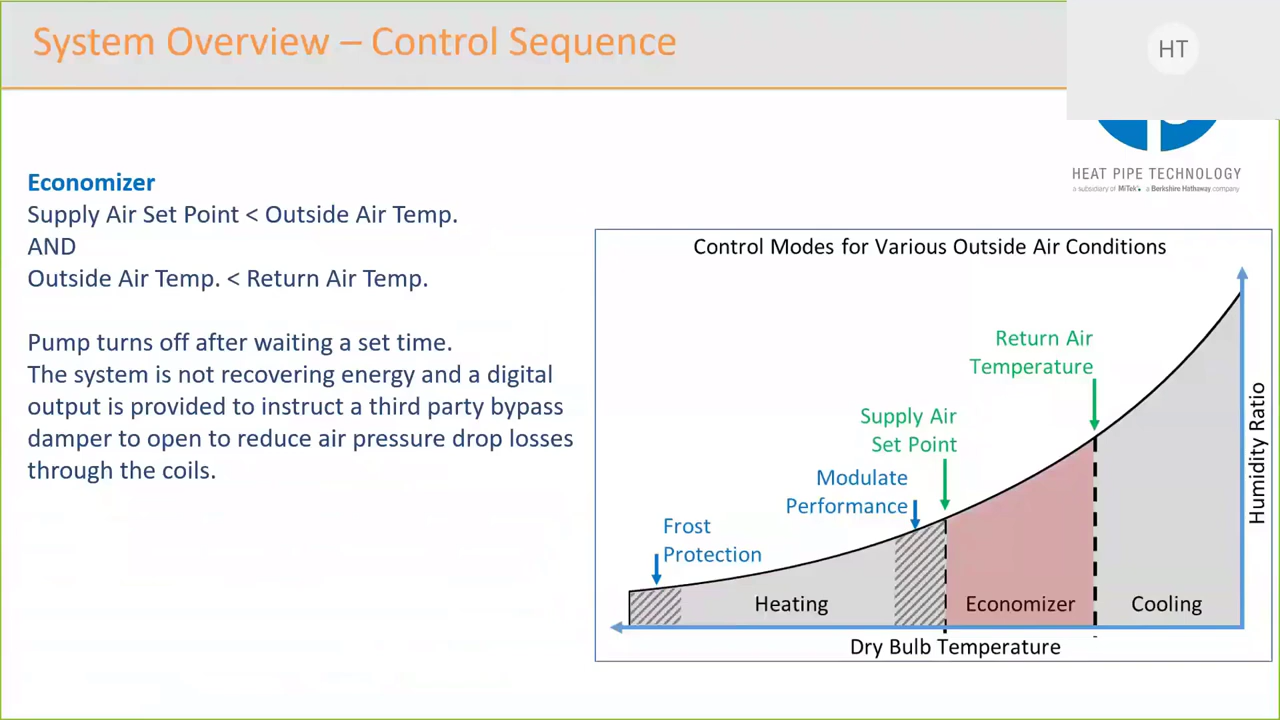 System Overview – Control Sequence
HT
HEAT PIPE TECHNOLOGY
a subsidiary of MiTek®, a Berkshire Hathaway company
Economizer
Supply Air Set Point < Outside Air Temp.
AND
Outside Air Temp. < Return Air Temp.
Pump turns off after waiting a set time.
The system is not recovering energy and a digital
output is provided to instruct a third party bypass
damper to open to reduce air pressure drop losses
through the coils.
Control Modes for Various Outside Air Conditions
Return Air
Temperature
Supply Air
Set Point
Modulate
Performance
Frost
Protection
Heating
Economizer
Cooling
Dry Bulb Temperature
Humidity Ratio